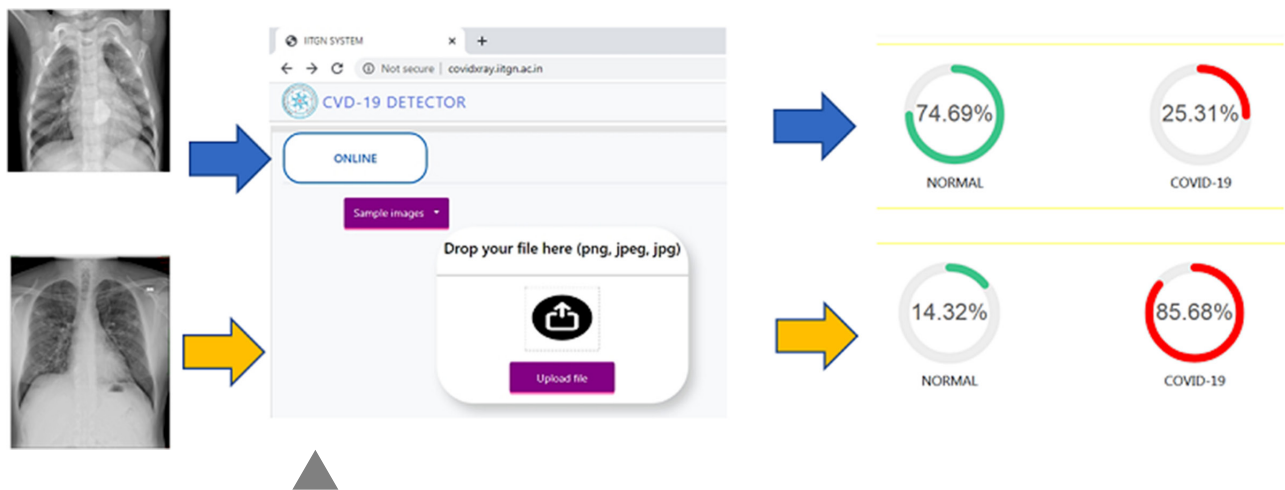 IITGN SYSTEM
Not secure | covidxray.iitgn.ac.in
CVD-19 DETECTOR
ONLINE
Sample images
Drop your file here (png, jpeg, jpg)
Upload file
74.69%
25.31%
NORMAL
COVID-19
14.32%
85.68%
NORMAL
COVID-19